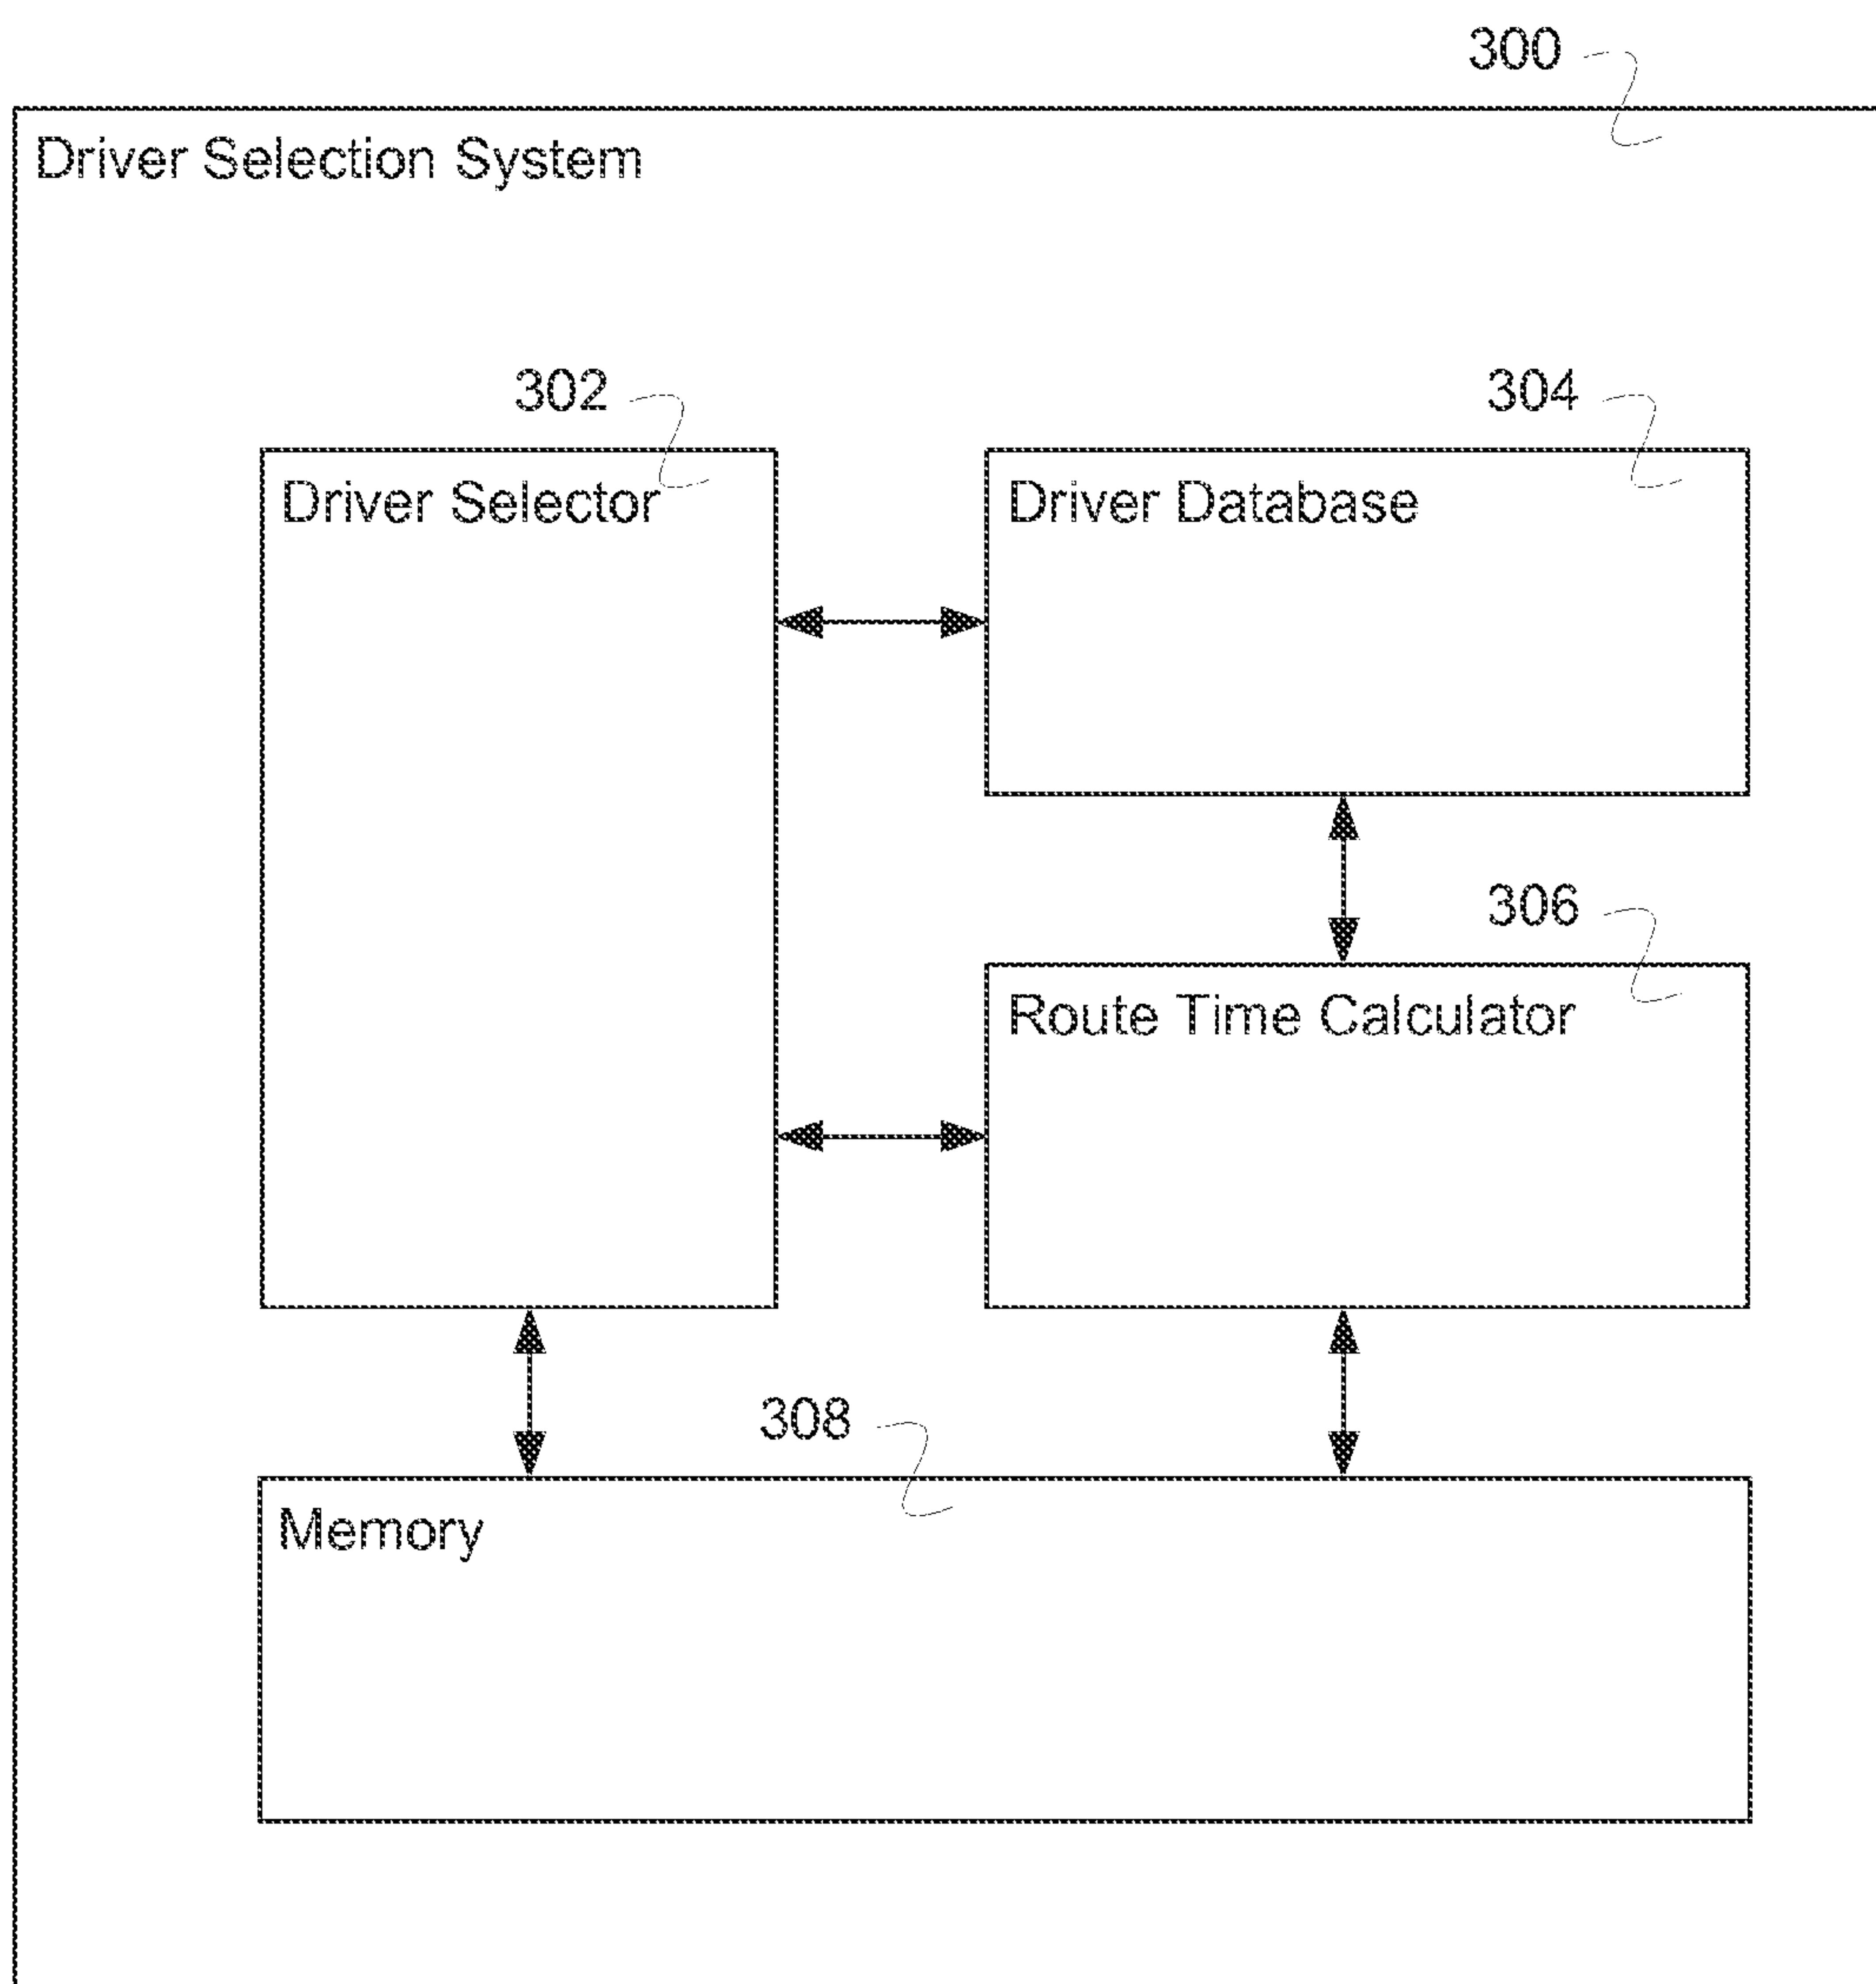 300
Driver Selection System
302
304
Driver Selector
Driver Database
306
Route Time Calculator
308
Memory